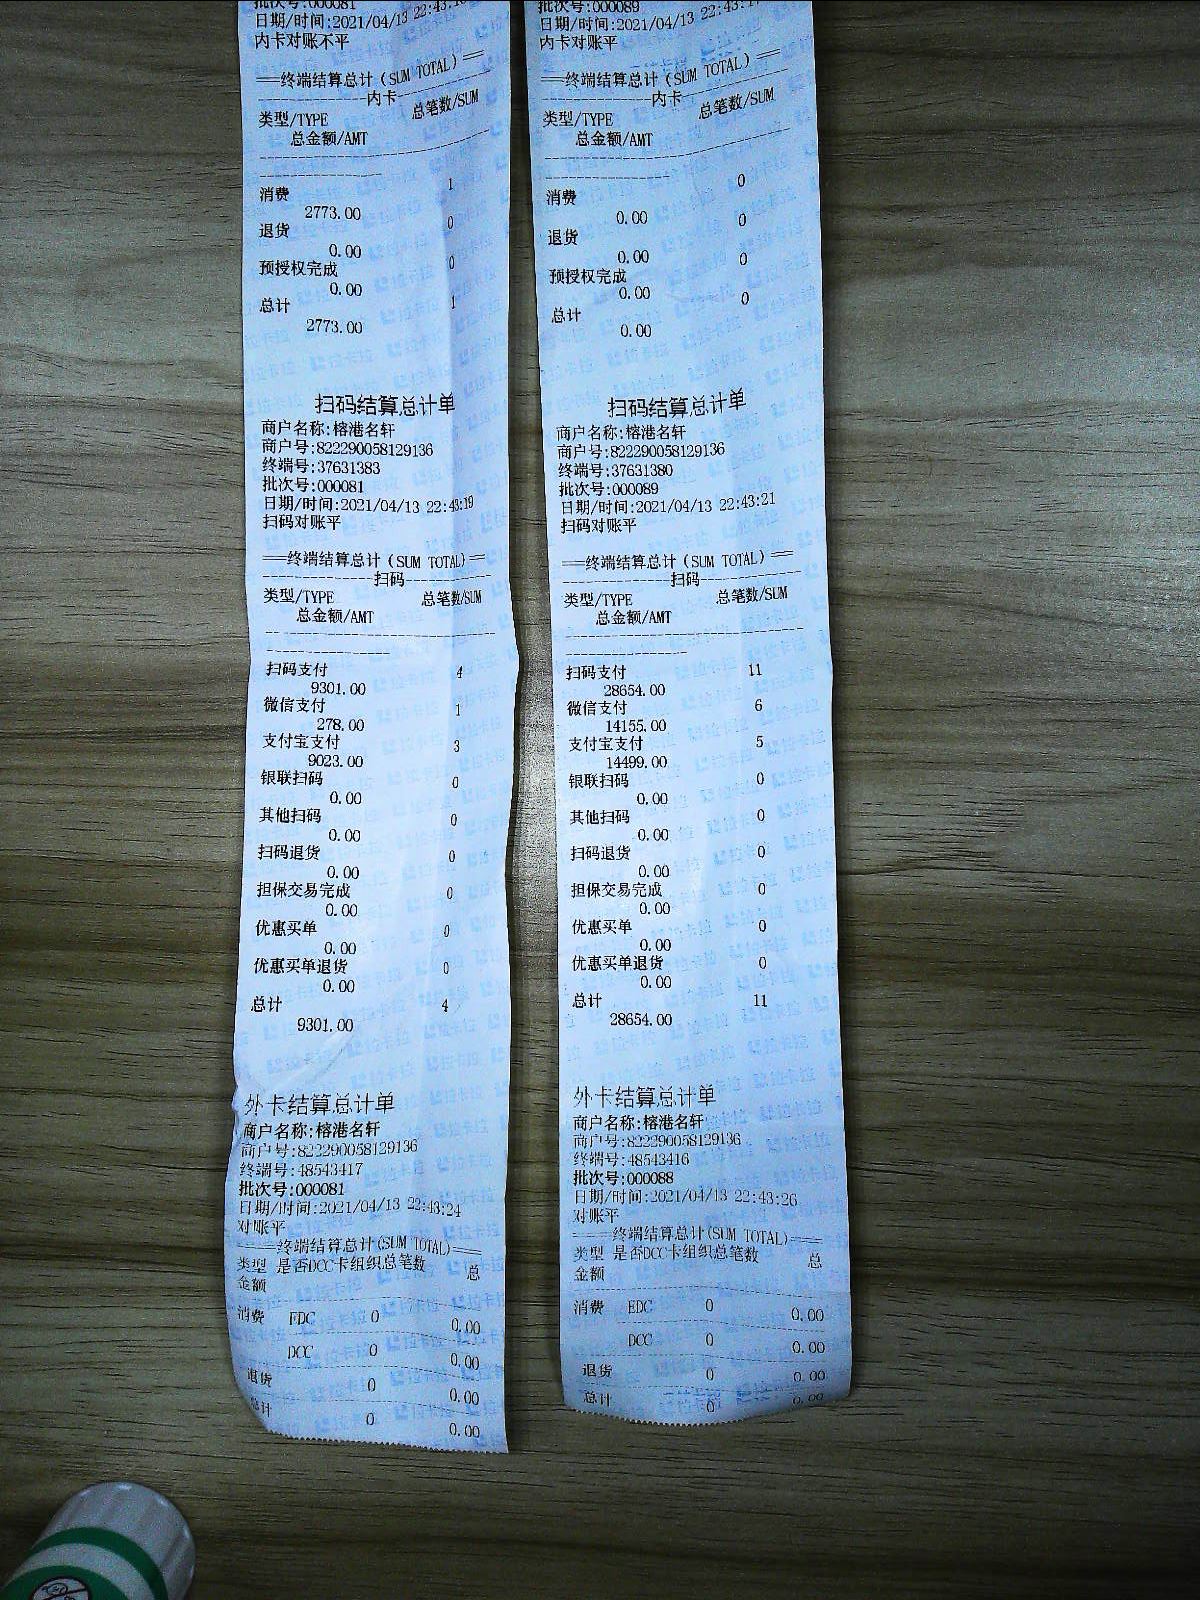 批次号:000081
日期/时间:2021/04/13 22:43:1
内卡对账不平
==终端结算总计(SUM TOTAL)==
内卡
类型/TYPE 总笔数/SUM
总金额/AMT
消费 1
2773.00
退货 0
0.00
预授权完成 0
0.00
总计 1
2773.00
扫码结算总计单
商户名称:榕港名轩
商户号:822290058129136
终端号:37631383
批次号:000081
日期/时间:2021/04/13 22:43:19
扫码对账平
==终端结算总计(SUM TOTAL)==
扫码
类型/TYPE 总笔数/SUM
总金额/AMT
扫码支付 4
9301.00
微信支付 1
278.00
支付宝支付 3
9023.00
银联扫码 0
0.00
其他扫码 0
0.00
扫码退货 0
0.00
担保交易完成 0
0.00
优惠买单 0
0.00
优惠买单退货 0
0.00
总计 4
9301.00
外卡结算总计单
商户名称:榕港名轩
商户号:822290058129136
终端号:48543417
批次号:000081
日期/时间:2021/04/13 22:43:24
对账平
==终端结算总计(SUM TOTAL)==
类型 是否DCC卡组织总笔数 总
金额
消费 EDC 0 0.00
DCC 0 0.00
退货 0 0.00
总计 0 0.00
批次号:000089
日期/时间:2021/04/13 22:43:1
内卡对账平
==终端结算总计(SUM TOTAL)==
内卡
类型/TYPE 总笔数/SUM
总金额/AMT
消费 0
0.00
退货 0
0.00
预授权完成 0
0.00
总计 0
0.00
扫码结算总计单
商户名称:榕港名轩
商户号:822290058129136
终端号:37631380
批次号:000089
日期/时间:2021/04/13 22:43:21
扫码对账平
==终端结算总计(SUM TOTAL)==
扫码
类型/TYPE 总笔数/SUM
总金额/AMT
扫码支付 11
28654.00
微信支付 6
14155.00
支付宝支付 5
14499.00
银联扫码 0
0.00
其他扫码 0
0.00
扫码退货 0
0.00
担保交易完成 0
0.00
优惠买单 0
0.00
优惠买单退货 0
0.00
总计 11
28654.00
外卡结算总计单
商户名称:榕港名轩
商户号:822290058129136
终端号:48543416
批次号:000088
日期/时间:2021/04/13 22:43:26
对账平
==终端结算总计(SUM TOTAL)==
类型 是否DCC卡组织总笔数 总
金额
消费 EDC 0 0.00
DCC 0 0.00
退货 0 0.00
总计 0 0.00